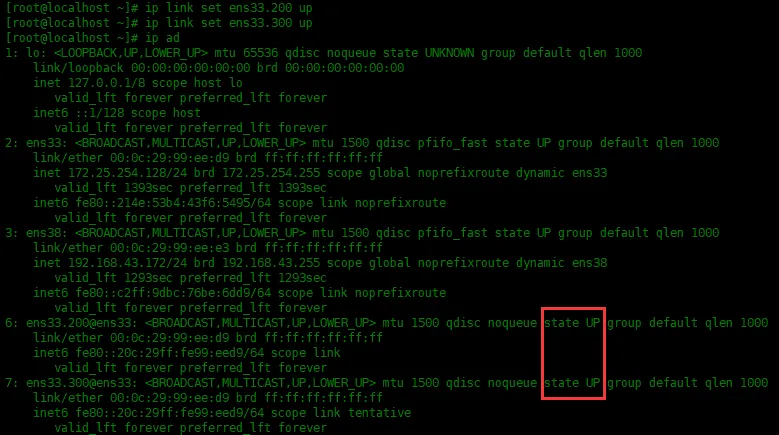 [root@localhost ~]# ip link set ens33.200 up
[root@localhost ~]# ip link set ens33.300 up
[root@localhost ~]# ip ad
1: lo: <LOOPBACK,UP,LOWER_UP> mtu 65536 qdisc noqueue state UNKNOWN group default qlen 1000
link/loopback 00:00:00:00:00:00 brd 00:00:00:00:00:00
inet 127.0.0.1/8 scope host lo
valid_lft forever preferred_lft forever
inet6 ::1/128 scope host
valid_lft forever preferred_lft forever
2: ens33: <BROADCAST,MULTICAST,UP,LOWER_UP> mtu 1500 qdisc pfifo_fast state UP group default qlen 1000
link/ether 00:0c:29:99:ee:d9 brd ff:ff:ff:ff:ff:ff
inet 172.25.254.128/24 brd 172.25.254.255 scope global noprefixroute dynamic ens33
valid_lft 1393sec preferred_lft 1393sec
inet6 fe80::214e:53b4:43f6:5495/64 scope link noprefixroute
valid_lft forever preferred_lft forever
3: ens38: <BROADCAST,MULTICAST,UP,LOWER_UP> mtu 1500 qdisc pfifo_fast state UP group default qlen 1000
link/ether 00:0c:29:99:ee:e3 brd ff:ff:ff:ff:ff:ff
inet 192.168.43.172/24 brd 192.168.43.255 scope global noprefixroute dynamic ens38
valid_lft 1293sec preferred_lft 1293sec
inet6 fe80::c2ff:9dbc:76be:6dd9/64 scope link noprefixroute
valid_lft forever preferred_lft forever
6: ens33.200@ens33: <BROADCAST,MULTICAST,UP,LOWER_UP> mtu 1500 qdisc noqueue state UP group default qlen 1000
link/ether 00:0c:29:99:ee:d9 brd ff:ff:ff:ff:ff:ff
inet6 fe80::20c:29ff:fe99:eed9/64 scope link
valid_lft forever preferred_lft forever
7: ens33.300@ens33: <BROADCAST,MULTICAST,UP,LOWER_UP> mtu 1500 qdisc noqueue state UP group default qlen 1000
link/ether 00:0c:29:99:ee:d9 brd ff:ff:ff:ff:ff:ff
inet6 fe80::20c:29ff:fe99:eed9/64 scope link tentative
valid_lft forever preferred_lft forever